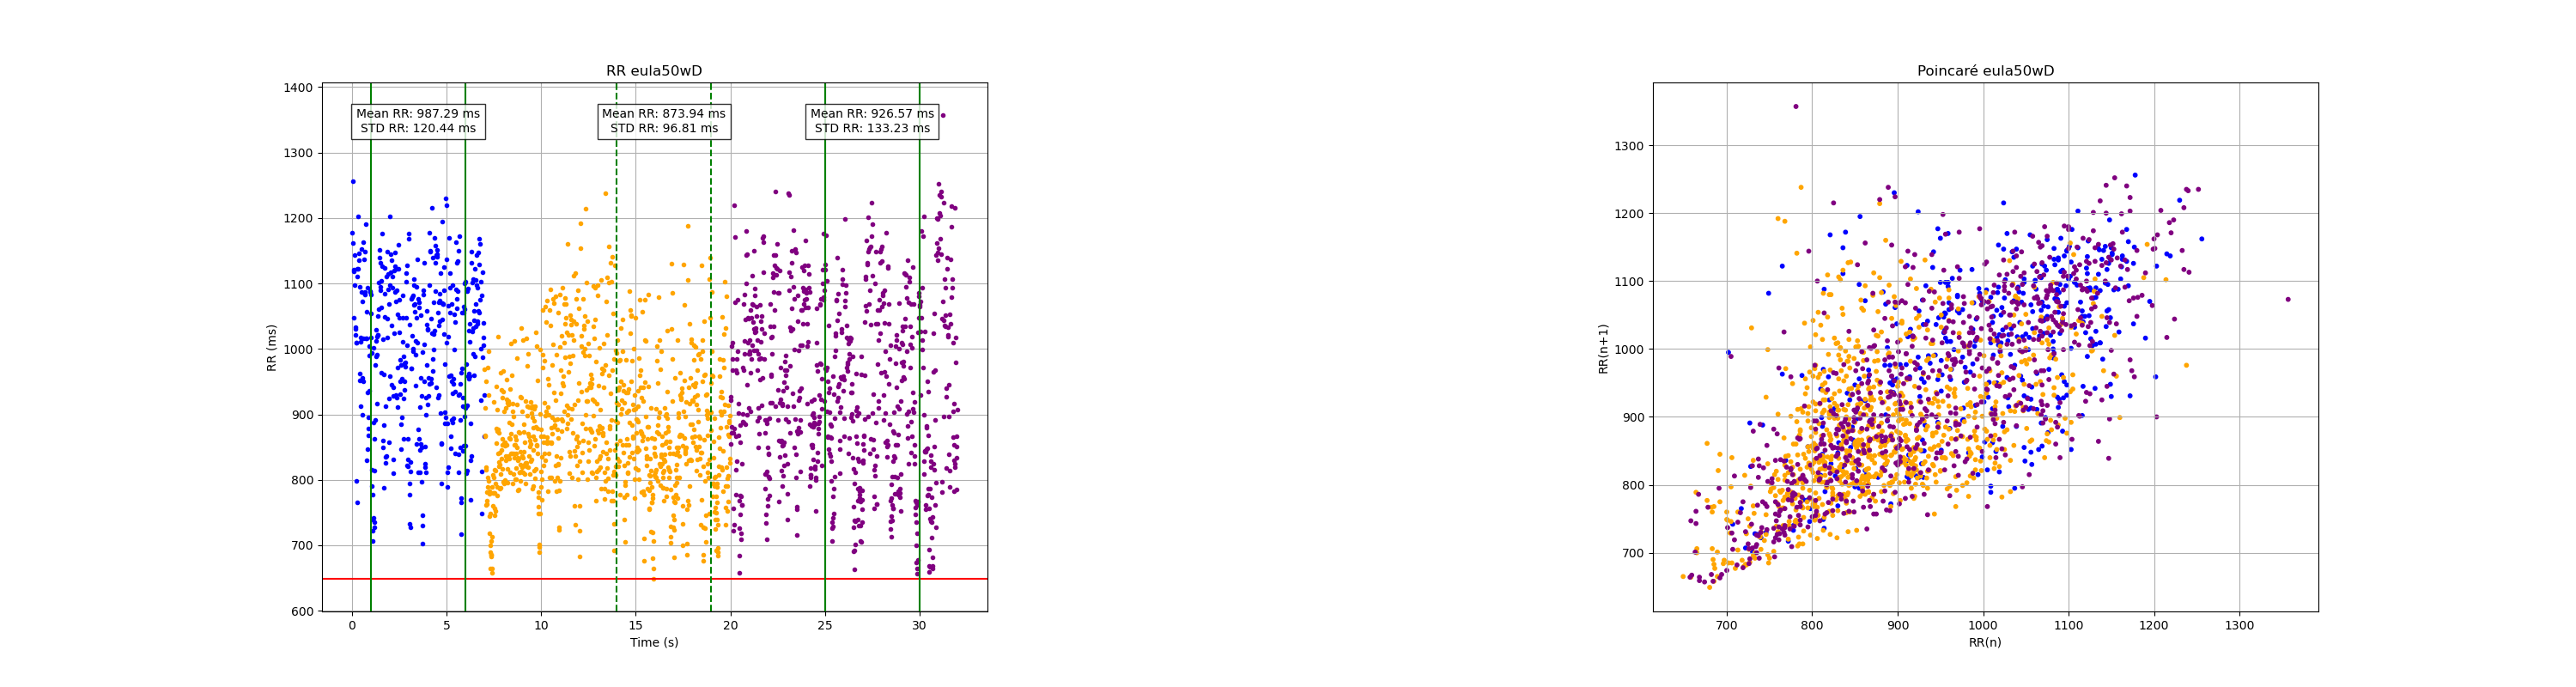 RR eula50wD
1400
1300
1200
1100
1000
900
800
700
600
RR (ms)
Mean RR: 987.29 ms
STD RR: 120.44 ms
Mean RR: 873.94 ms
STD RR: 96.81 ms
Mean RR: 926.57 ms
STD RR: 133.23 ms
0 5 10 15 20 25 30
Time (s)
Poincaré eula50wD
1300
1200
1100
1000
900
800
700
RR(n+1)
700 800 900 1000 1100 1200 1300
RR(n)